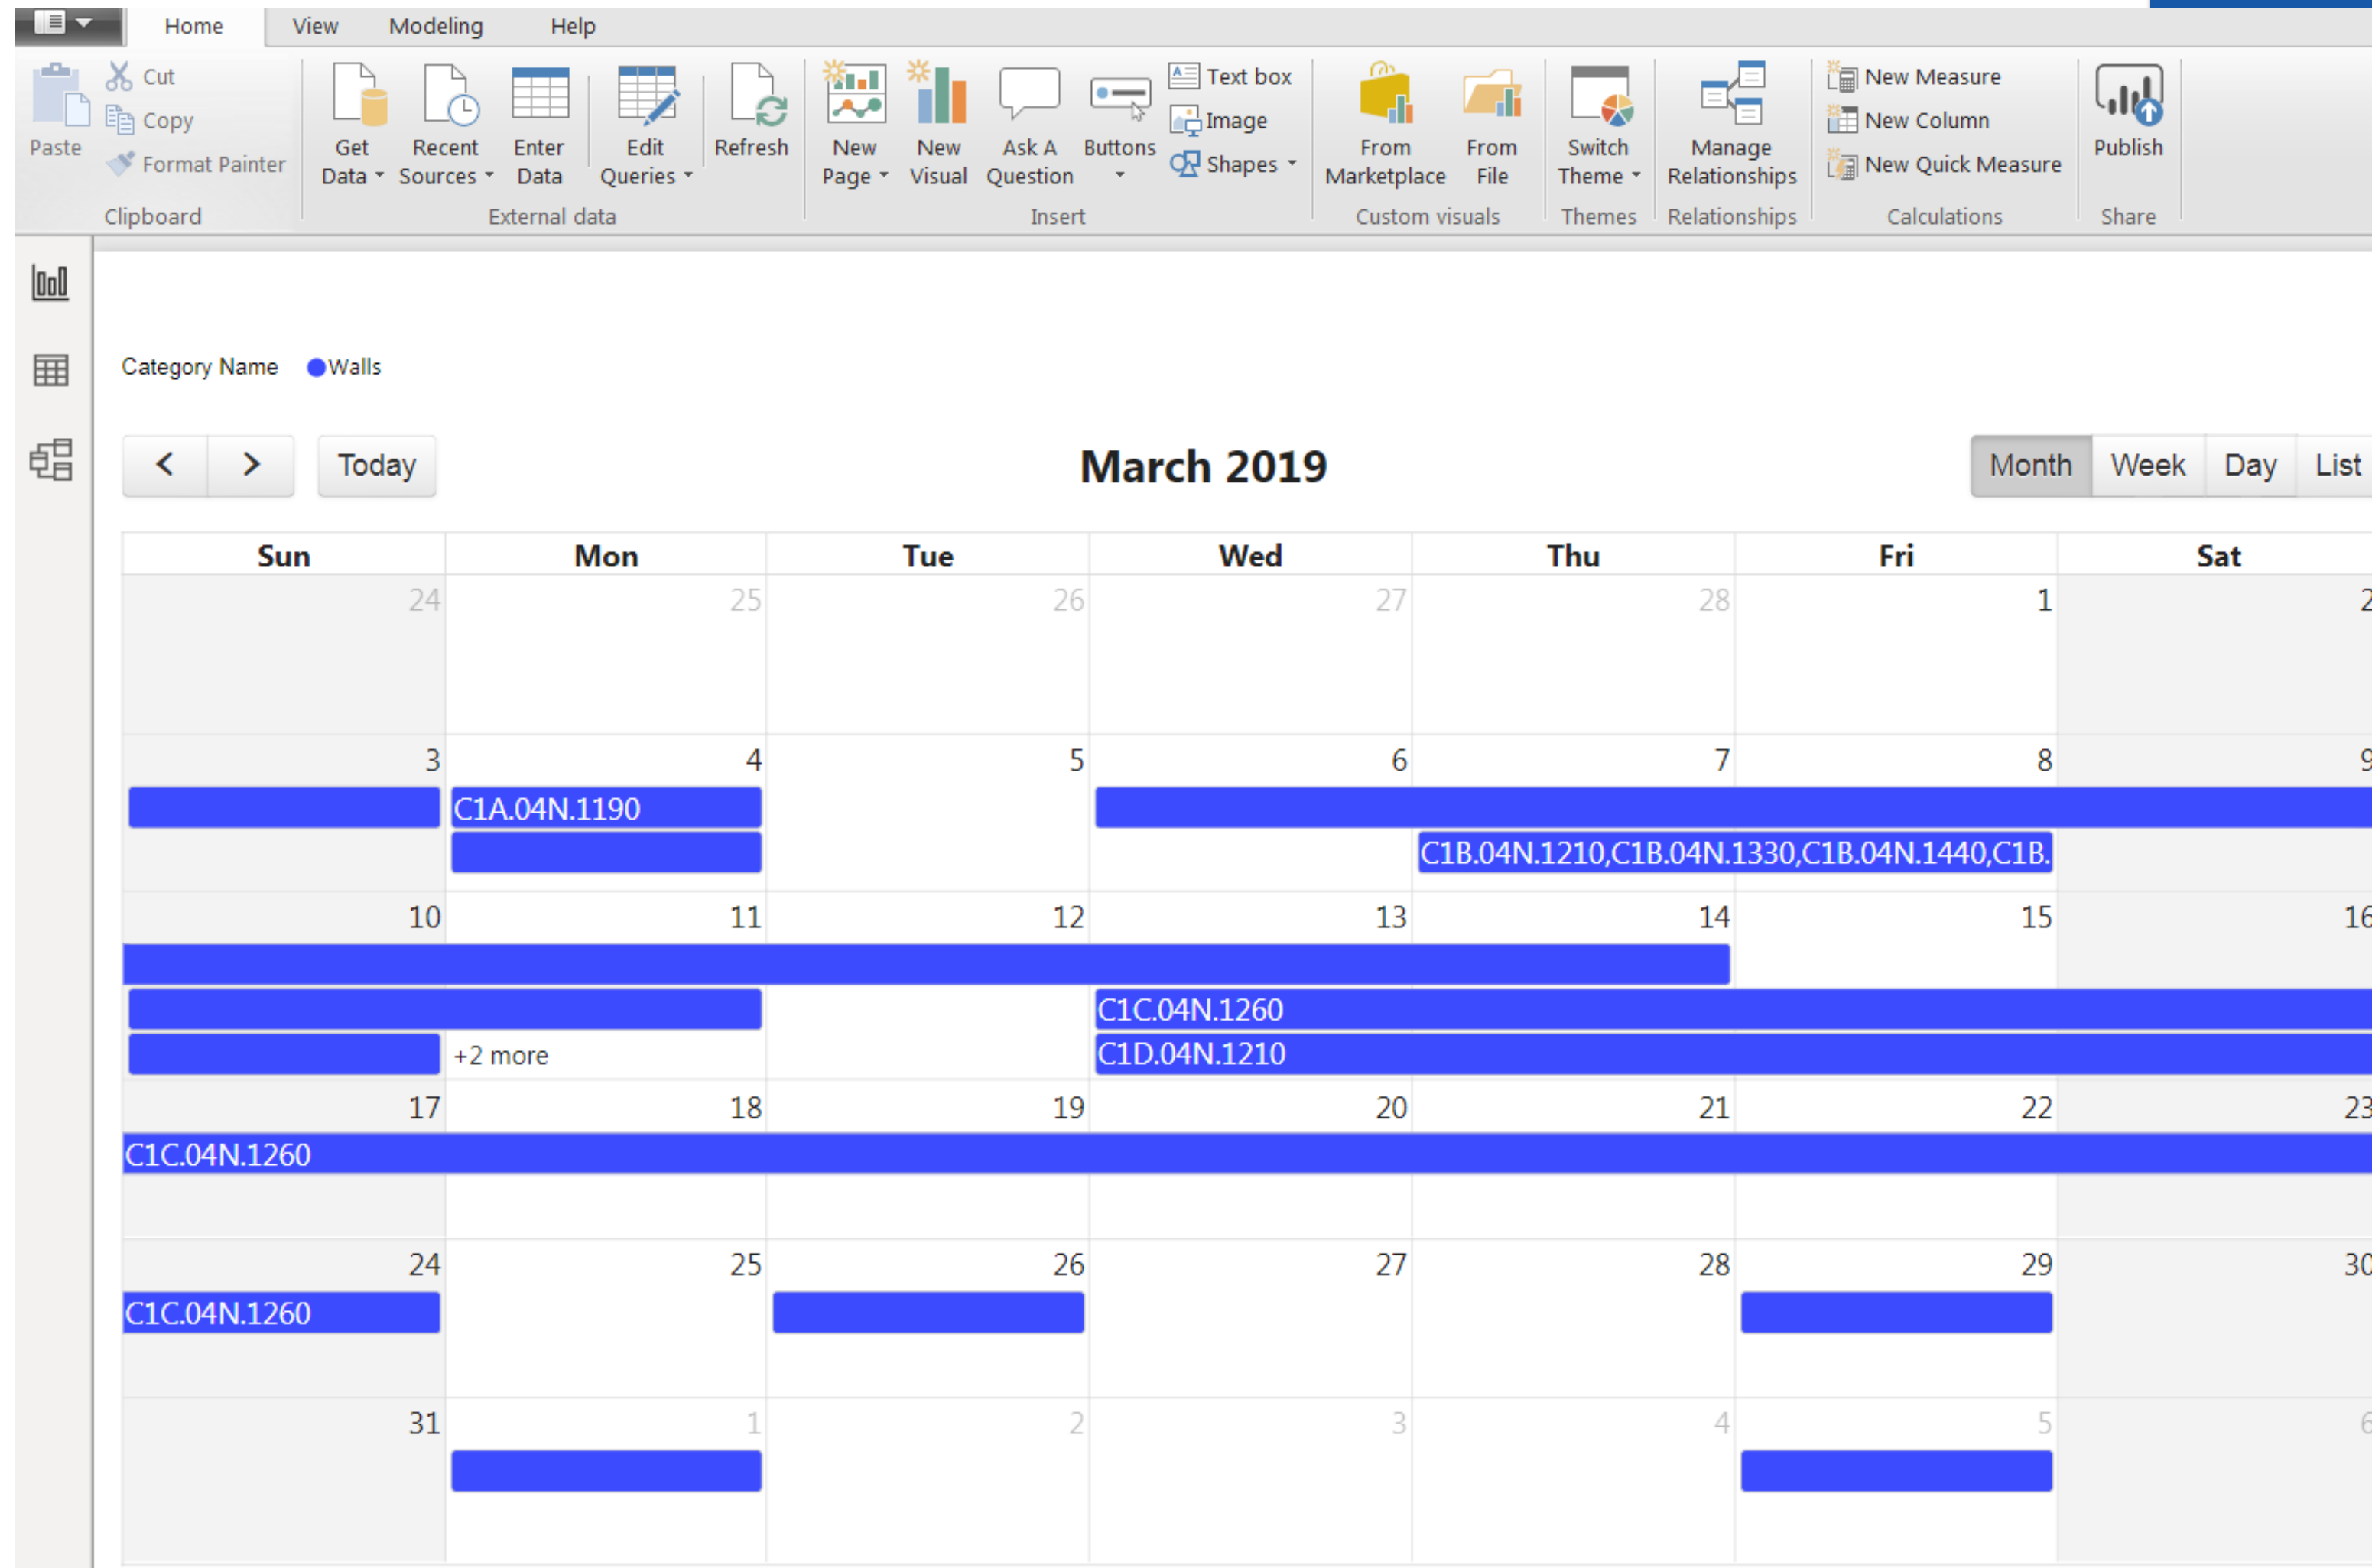 Home View Modeling Help
Paste
Cut
Copy
Format Painter
Clipboard
Get Data
Recent Sources
Enter Data
Edit Queries
Refresh
External data
New Page
New Visual
Ask A Question
Buttons
Text box
Image
Shapes
Insert
From Marketplace
From File
Custom visuals
Switch Theme
Themes
Manage Relationships
Relationships
New Measure
New Column
New Quick Measure
Calculations
Publish
Share
Category Name Walls
< > Today March 2019 Month Week Day List
Sun Mon Tue Wed Thu Fri Sat
24 25 26 27 28 1 2
3 4 5 6 7 8 9
C1A.04N.1190
C1B.04N.1210,C1B.04N.1330,C1B.04N.1440,C1B.
10 11 12 13 14 15 16
C1C.04N.1260
+2 more C1D.04N.1210
17 18 19 20 21 22 23
C1C.04N.1260
24 25 26 27 28 29 30
C1C.04N.1260
31 1 2 3 4 5 6